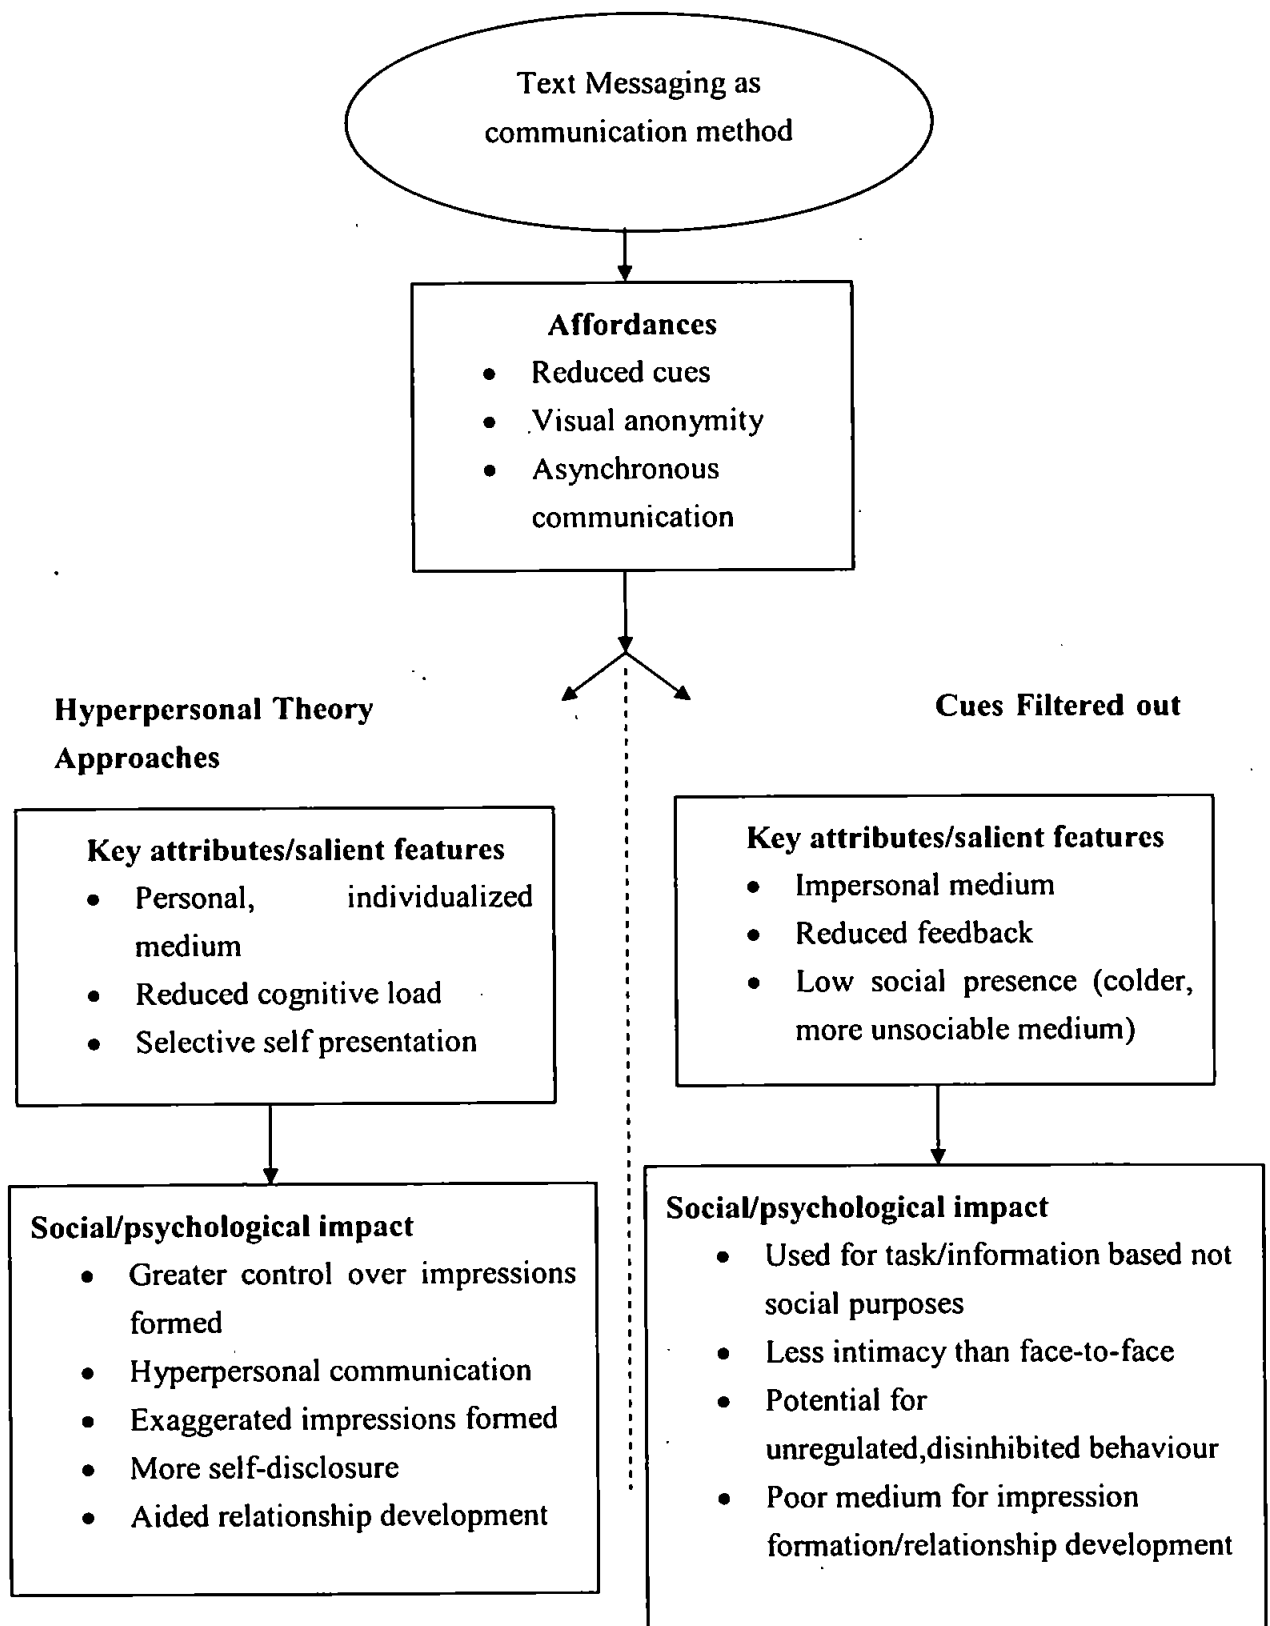 Text Messaging as
communication method
Affordances
• Reduced cues
• Visual anonymity
• Asynchronous
communication
Hyperpersonal Theory
Approaches
Key attributes/salient features
• Personal, individualized
medium
• Reduced cognitive load
• Selective self presentation
Social/psychological impact
• Greater control over impressions
formed
• Hyperpersonal communication
• Exaggerated impressions formed
• More self-disclosure
• Aided relationship development
Cues Filtered out
Key attributes/salient features
• Impersonal medium
• Reduced feedback
• Low social presence (colder,
more unsociable medium)
Social/psychological impact
• Used for task/information based not
social purposes
• Less intimacy than face-to-face
• Potential for
unregulated,disinhibited behaviour
• Poor medium for impression
formation/relationship development